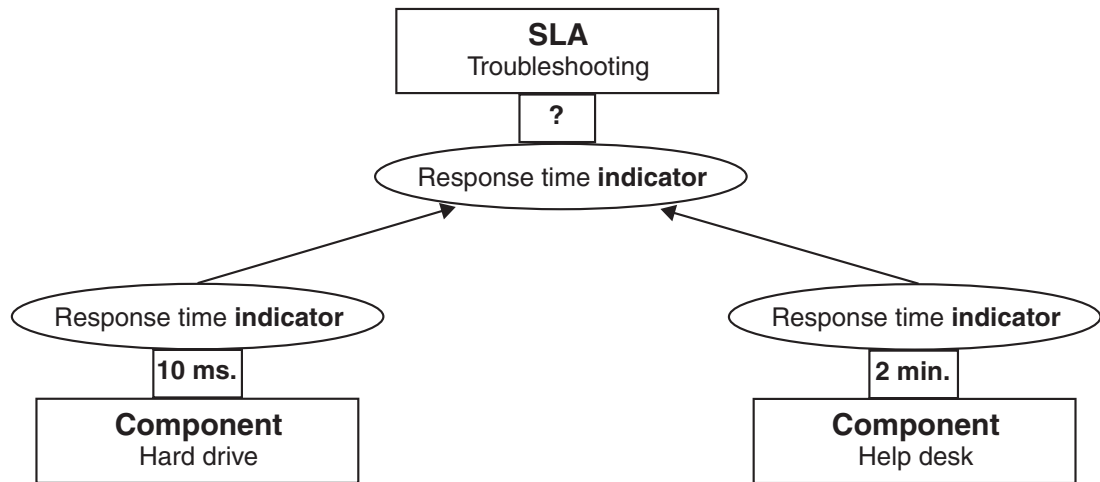 SLA
Troubleshooting
?
Response time indicator
Response time indicator
10 ms.
Component
Hard drive
Response time indicator
2 min.
Component
Help desk